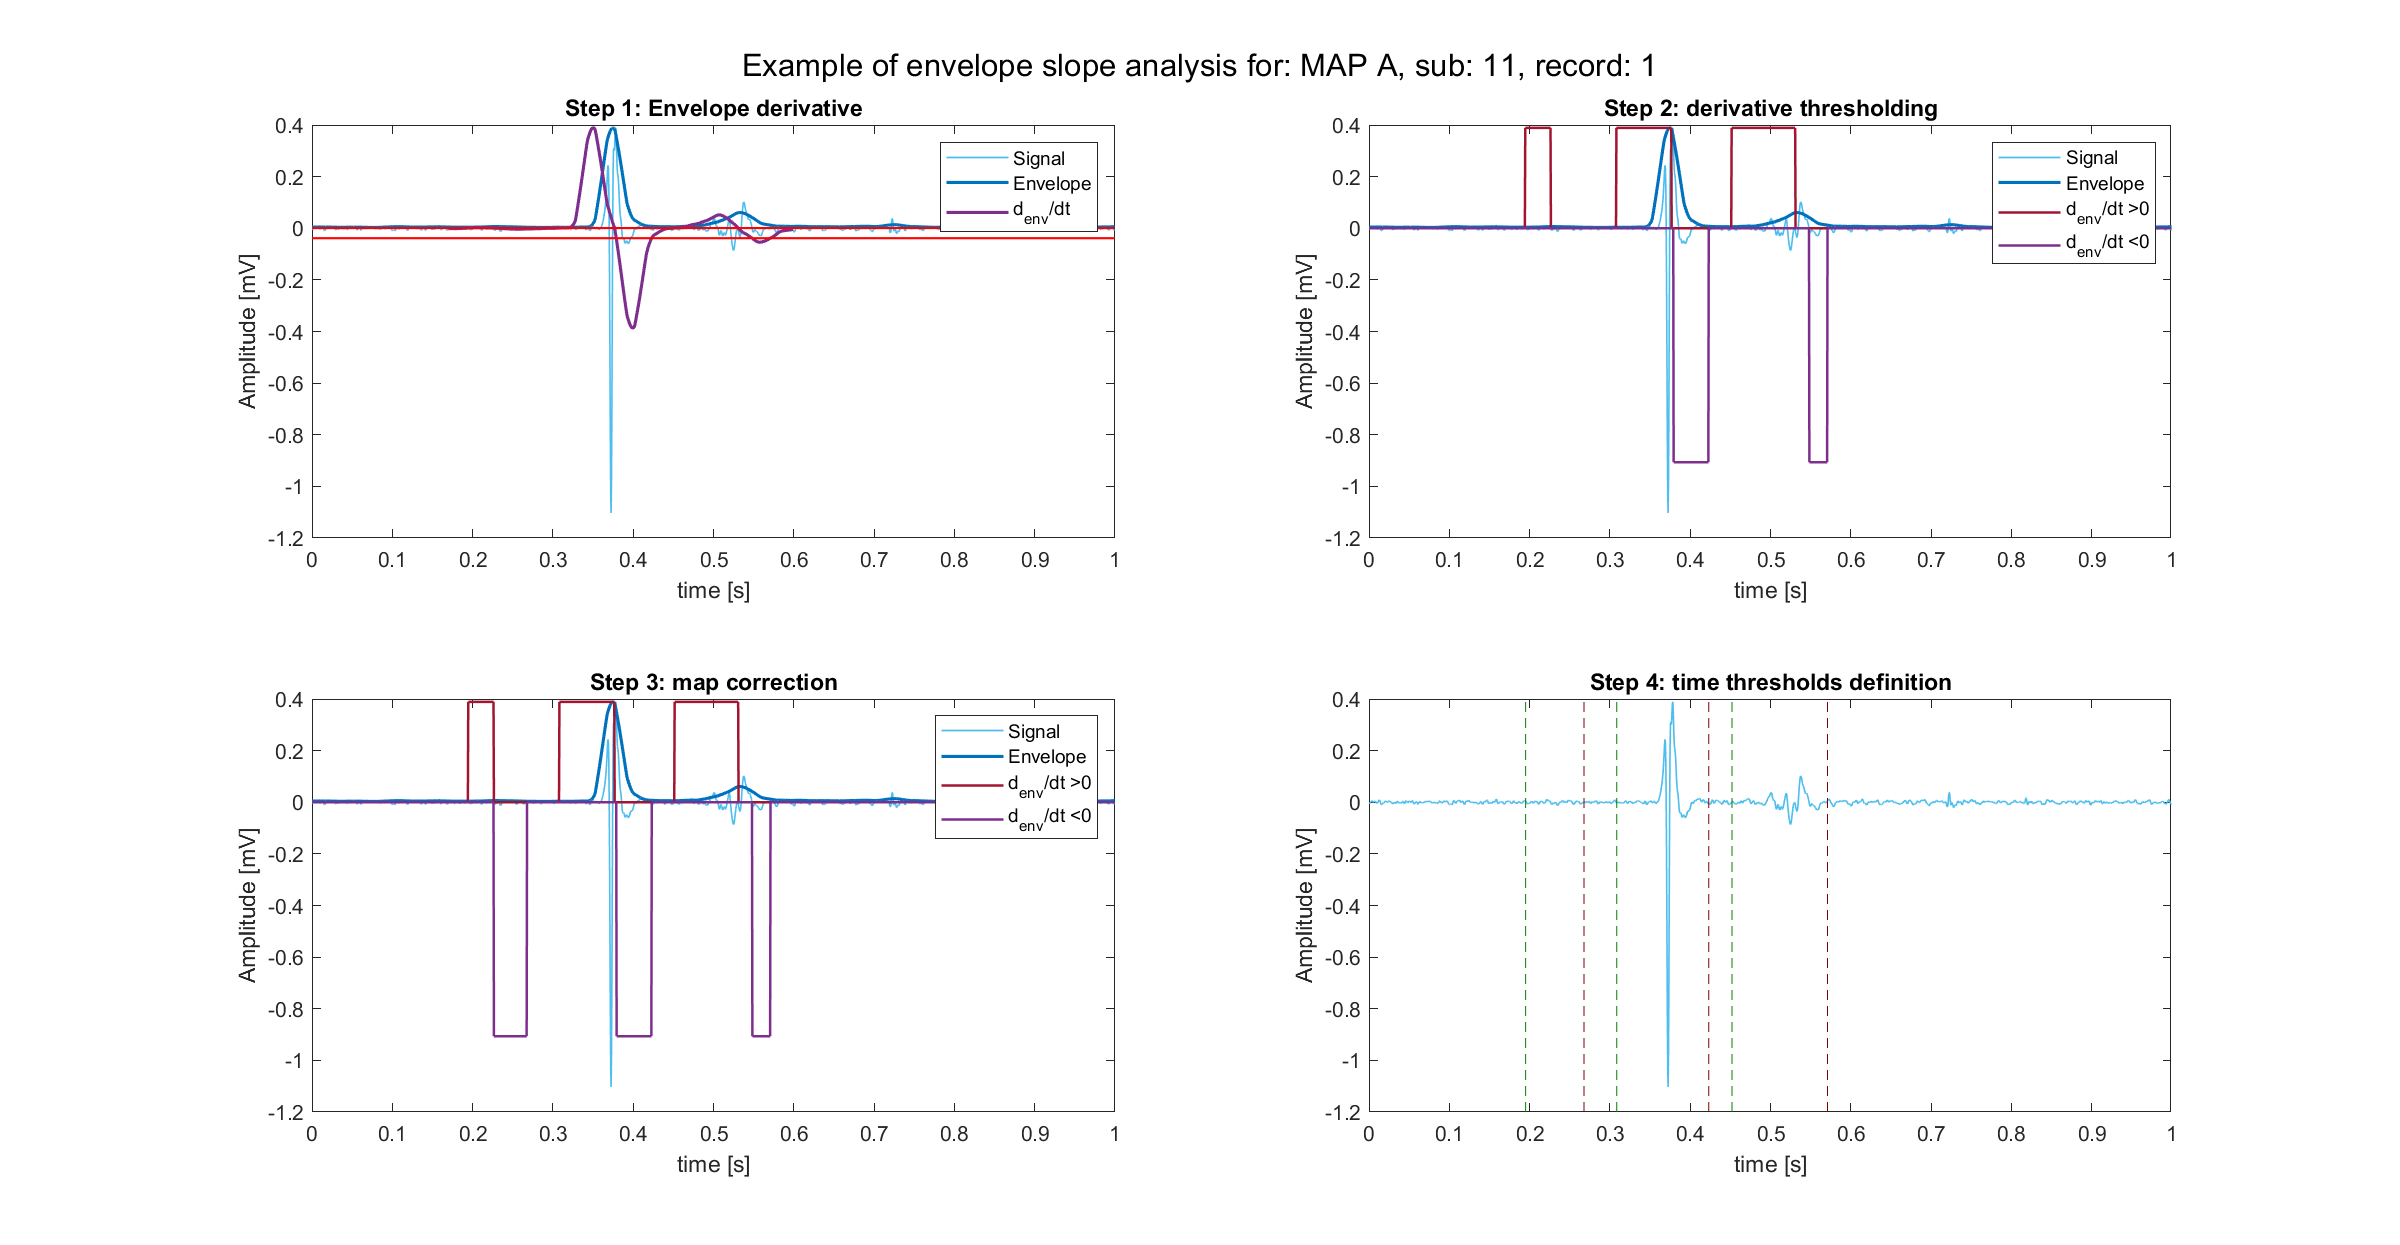 Example of envelope slope analysis for: MAP A, sub: 11, record: 1
Step 1: Envelope derivative
0.4
0.2
0
-0.2
-0.4
-0.6
-0.8
-1
-1.2
Amplitude [mV]
0 0.1 0.2 0.3 0.4 0.5 0.6 0.7 0.8 0.9 1
time [s]
Signal
Envelope
d_env/dt
Step 2: derivative thresholding
0.4
0.2
0
-0.2
-0.4
-0.6
-0.8
-1
-1.2
Amplitude [mV]
0 0.1 0.2 0.3 0.4 0.5 0.6 0.7 0.8 0.9 1
time [s]
Signal
Envelope
d_env/dt >0
d_env/dt <0
Step 3: map correction
0.4
0.2
0
-0.2
-0.4
-0.6
-0.8
-1
-1.2
Amplitude [mV]
0 0.1 0.2 0.3 0.4 0.5 0.6 0.7 0.8 0.9 1
time [s]
Signal
Envelope
d_env/dt >0
d_env/dt <0
Step 4: time thresholds definition
0.4
0.2
0
-0.2
-0.4
-0.6
-0.8
-1
-1.2
Amplitude [mV]
0 0.1 0.2 0.3 0.4 0.5 0.6 0.7 0.8 0.9 1
time [s]